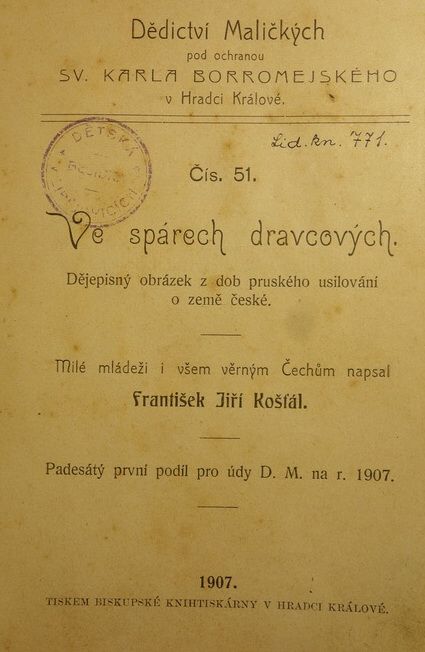 Dědictví Maličkých
pod ochranou
SV. KARLA BORROMEJSKÉHO
v Hradci Králové.
Lid. kn. 771.
DĚTSKÁ
Čís. 51.
Ve spárech dravcových.
Dějepisný obrázek z dob pruského usilování
o země české.
Milé mládeži i všem věrným Čechům napsal
František Jiří Košťál.
Padesátý první podíl pro údy D. M. na r. 1907.
1907.
TISKEM BISKUPSKÉ KNIHTISKÁRNY V HRADCI KRÁLOVÉ.